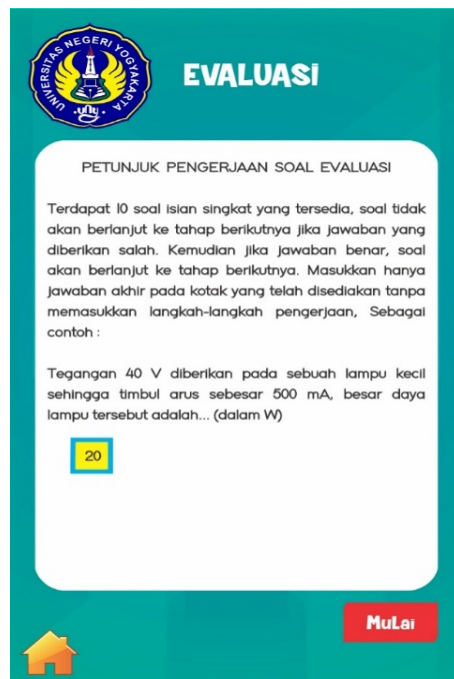 UNIVERSITAS NEGERI YOGYAKARTA
UNY
EVALUASI
PETUNJUK PENGERJAAN SOAL EVALUASI
Terdapat 10 soal isian singkat yang tersedia, soal tidak
akan berlanjut ke tahap berikutnya jika jawaban yang
diberikan salah. Kemudian jika jawaban benar, soal
akan berlanjut ke tahap berikutnya. Masukkan hanya
jawaban akhir pada kotak yang telah disediakan tanpa
memasukkan langkah-langkah pengerjaan, Sebagai
contoh :
Tegangan 40 V diberikan pada sebuah lampu kecil
sehingga timbul arus sebesar 500 mA, besar daya
lampu tersebut adalah... (dalam W)
20
MuLai